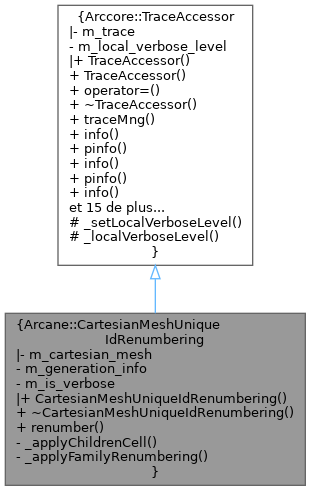 {Arccore::TraceAccessor
|- m_trace
- m_local_verbose_level
|+ TraceAccessor()
+ TraceAccessor()
+ operator=()
+ ~TraceAccessor()
+ traceMng()
+ info()
+ pinfo()
+ info()
+ pinfo()
+ info()
et 15 de plus...
# _setLocalVerboseLevel()
# _localVerboseLevel()
}
{Arcane::CartesianMeshUnique
IdRenumbering
|- m_cartesian_mesh
- m_generation_info
- m_is_verbose
|+ CartesianMeshUniqueIdRenumbering()
+ ~CartesianMeshUniqueIdRenumbering()
+ renumber()
- _applyChildrenCell()
- _applyFamilyRenumbering()
}